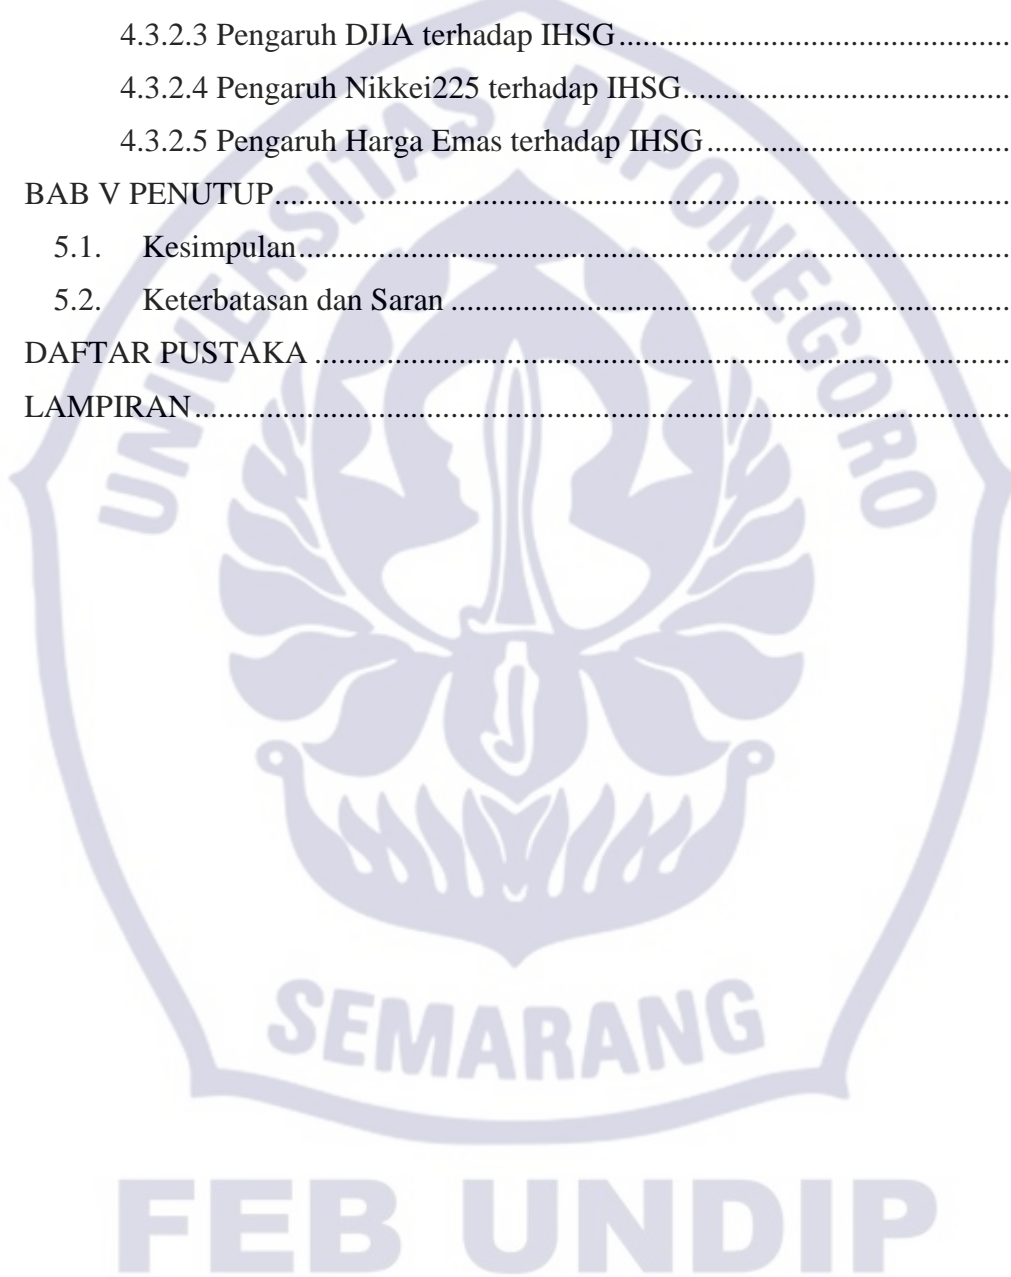 4.3.2.3 Pengaruh DJIA terhadap IHSG................................................
4.3.2.4 Pengaruh Nikkei225 terhadap IHSG........................................
4.3.2.5 Pengaruh Harga Emas terhadap IHSG.....................................
BAB V PENUTUP............................................................................................
5.1. Kesimpulan.........................................................................................
5.2. Keterbatasan dan Saran ......................................................................
DAFTAR PUSTAKA .......................................................................................
LAMPIRAN......................................................................................................
UNIVERSITAS DIPONEGORO
SEMARANG
FEB UNDIP